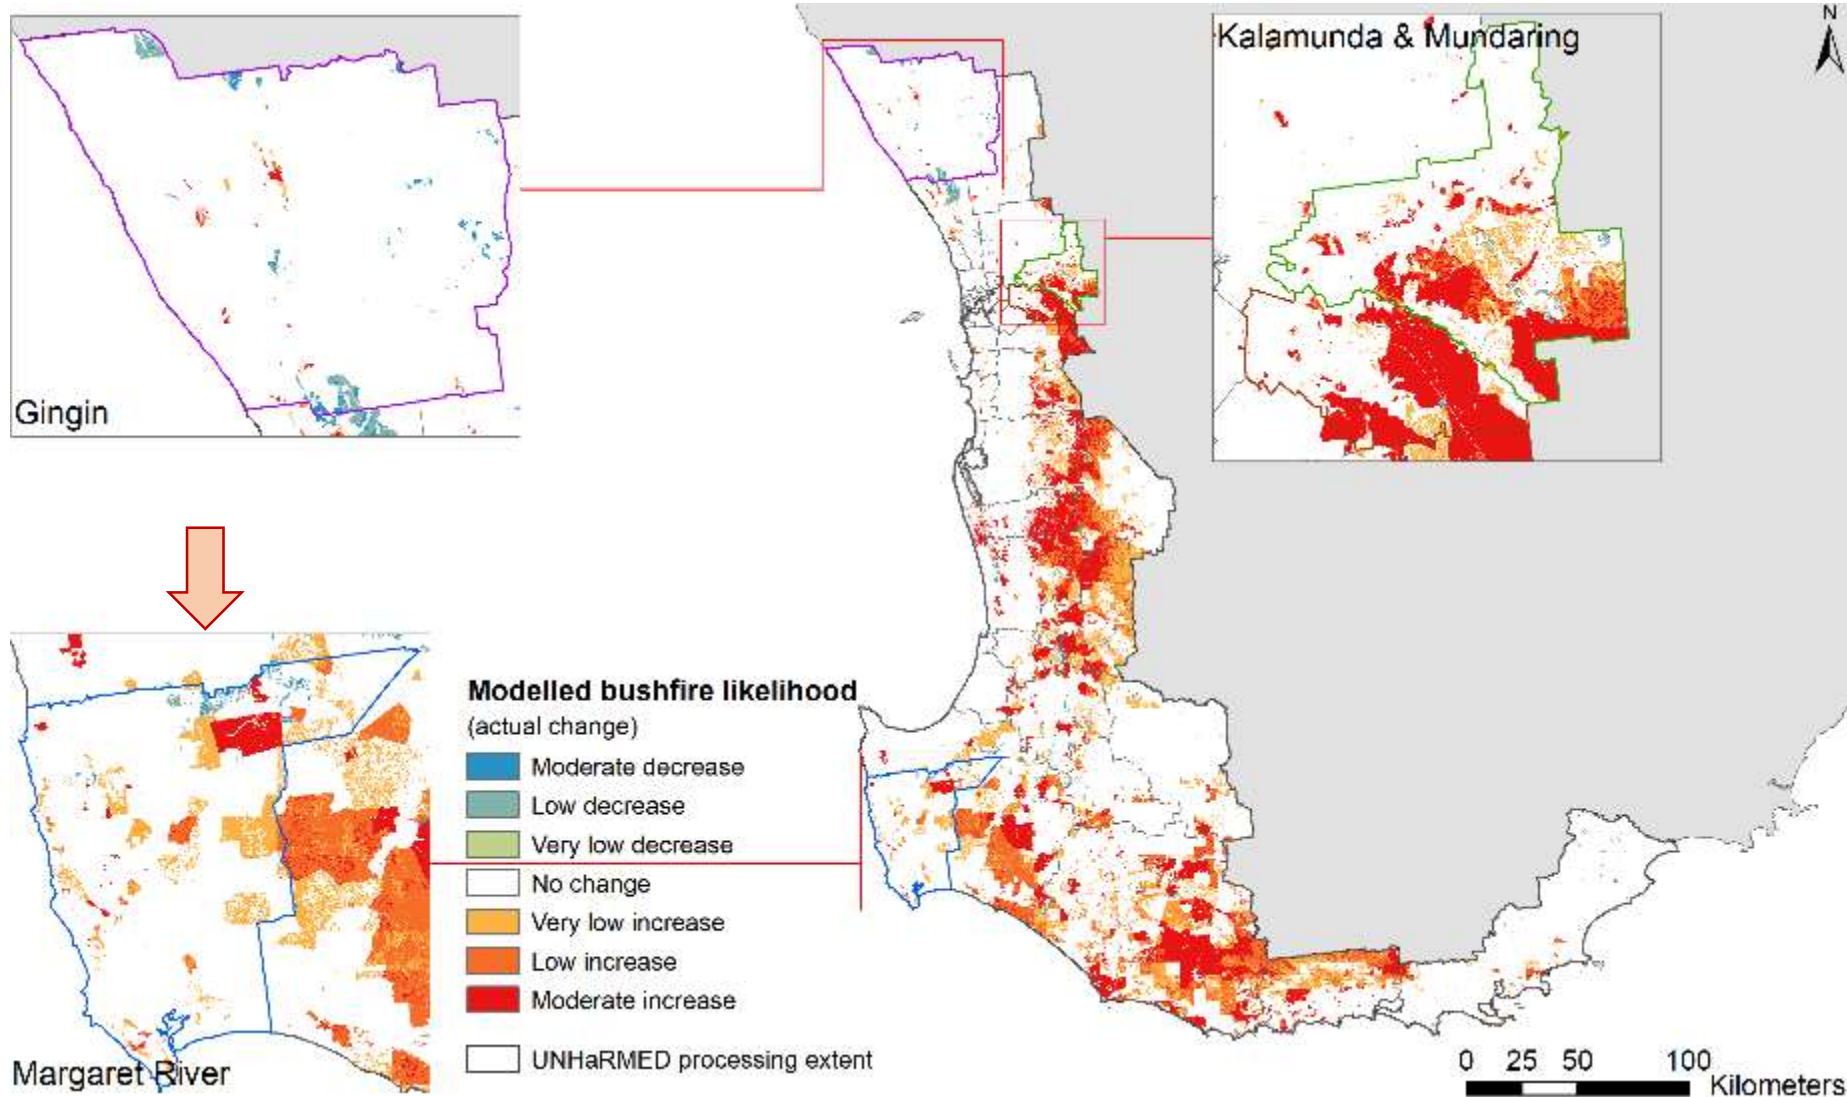 Gingin
Kalamunda & Mundaring
N
Margaret River
Modelled bushfire likelihood
(actual change)
Moderate decrease
Low decrease
Very low decrease
No change
Very low increase
Low increase
Moderate increase
UNHaRMED processing extent
0 25 50 100
Kilometers